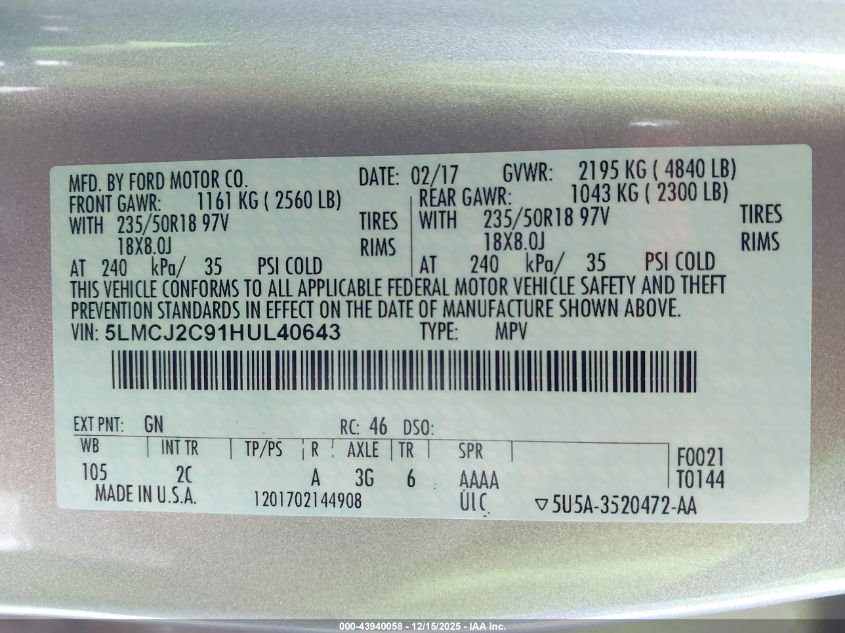 MFD. BY FORD MOTOR CO. DATE: 02/17 GVWR: 2195 KG ( 4840 LB)
FRONT GAWR: 1161 KG ( 2560 LB) REAR GAWR: 1043 KG ( 2300 LB)
WITH 235/50R18 97V TIRES WITH 235/50R18 97V TIRES
18X8.0J RIMS 18X8.0J RIMS
AT 240 kPa/ 35 PSI COLD AT 240 kPa/ 35 PSI COLD
THIS VEHICLE CONFORMS TO ALL APPLICABLE FEDERAL MOTOR VEHICLE SAFETY AND THEFT
PREVENTION STANDARDS IN EFFECT ON THE DATE OF MANUFACTURE SHOWN ABOVE.
VIN: 5LMCJ2C91HUL40643 TYPE: MPV
EXT PNT: GN RC: 46 DSO:
WB INT TR TP/PS R AXLE TR SPR F0021
105 2C A 3G 6 AAAA T0144
MADE IN U.S.A. 1201702144908 UIC ▽5U5A-3520472-AA
000-43940058 - 12/15/2025 - IAA Inc.